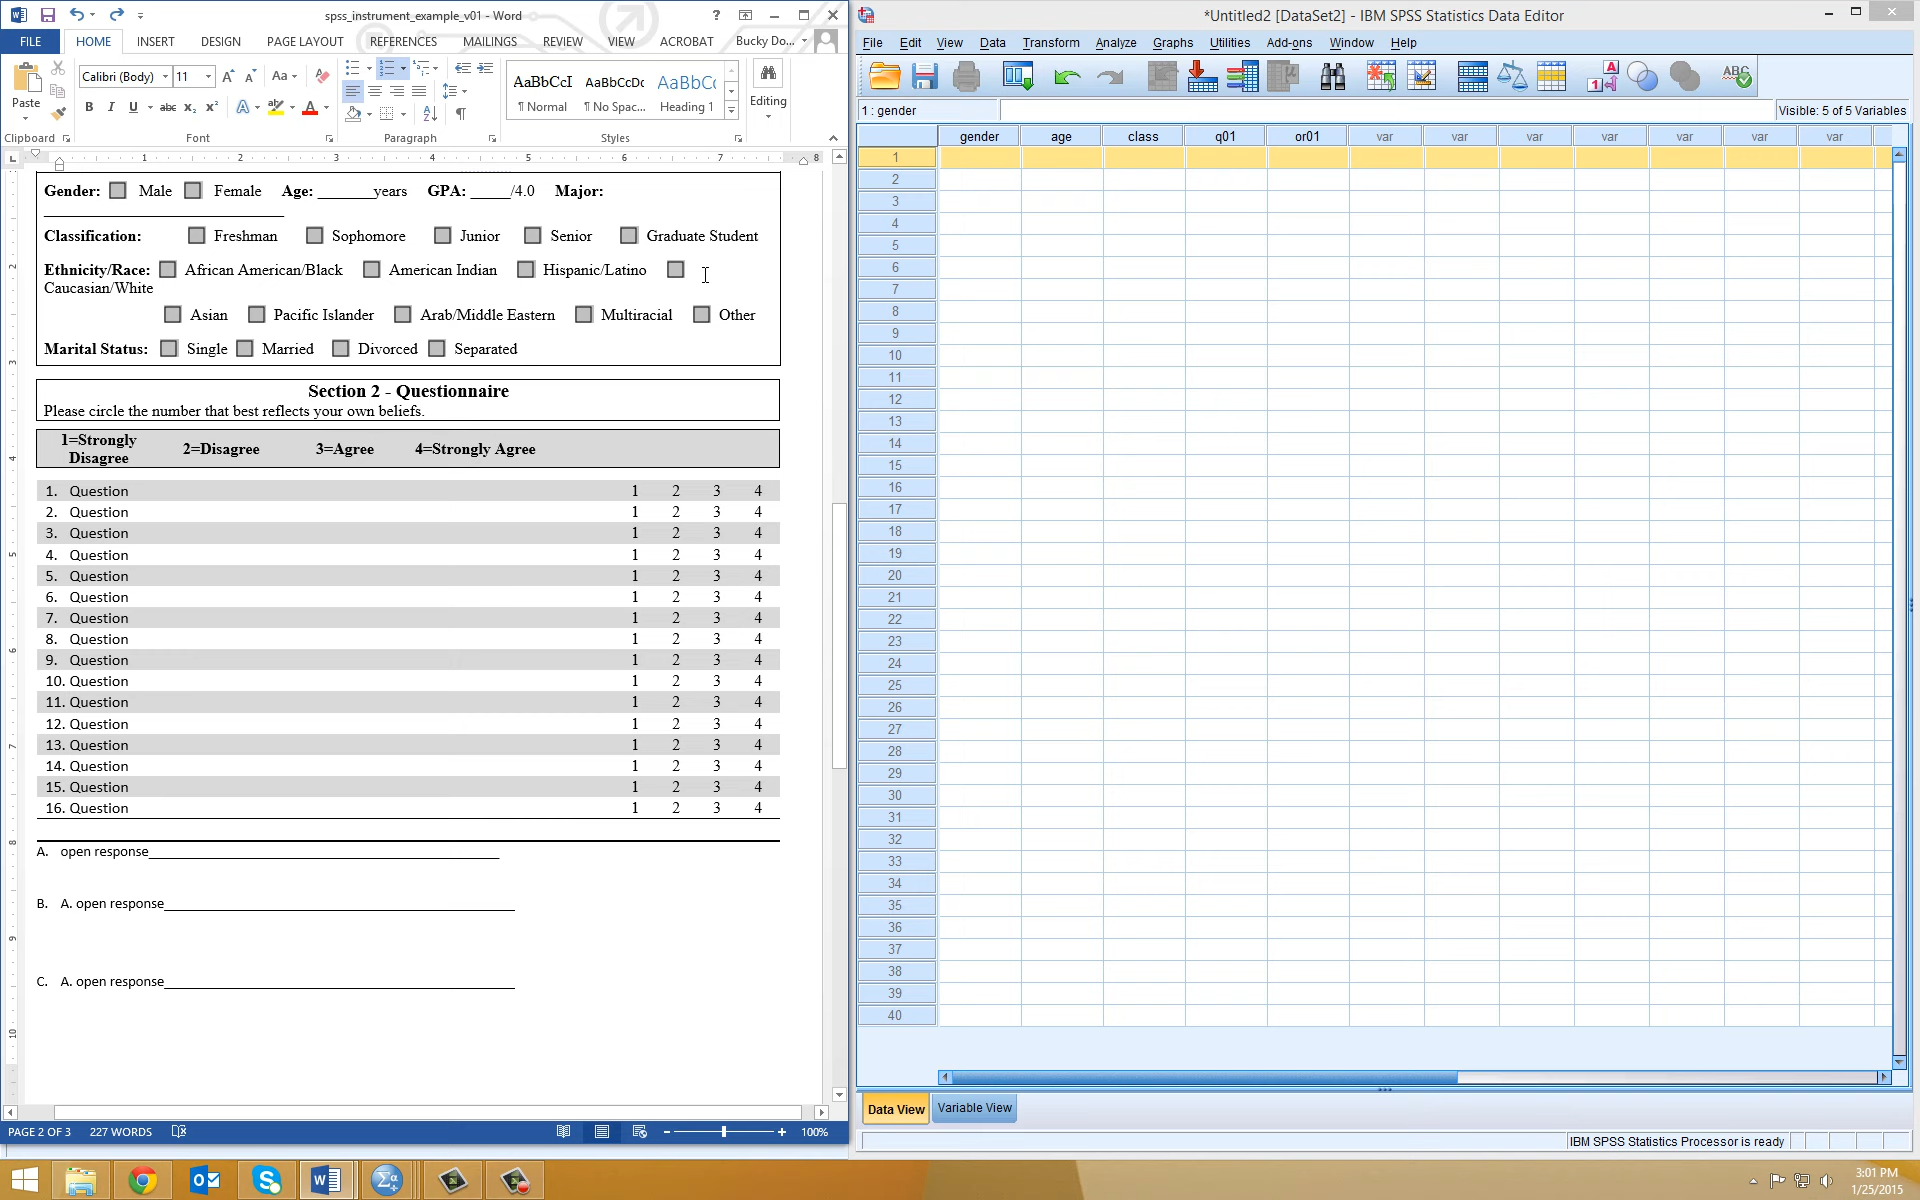 spss_instrument_example_v01 - Word
FILE HOME INSERT DESIGN PAGE LAYOUT REFERENCES MAILINGS REVIEW VIEW ACROBAT Bucky Do...
Calibri (Body) 11
Paste
AaBbCcI AaBbCcDc AaBbCc
¶ Normal ¶ No Spac... Heading 1
Editing
Clipboard Font Paragraph Styles
1 2 3 4 5 6 7 8
Gender: Male Female Age: _______years GPA: _____/4.0 Major:
______________________________
Classification: Freshman Sophomore Junior Senior Graduate Student
Ethnicity/Race: African American/Black American Indian Hispanic/Latino
Caucasian/White
Asian Pacific Islander Arab/Middle Eastern Multiracial Other
Marital Status: Single Married Divorced Separated
Section 2 - Questionnaire
Please circle the number that best reflects your own beliefs.
1=Strongly Disagree 2=Disagree 3=Agree 4=Strongly Agree
1. Question 1 2 3 4
2. Question 1 2 3 4
3. Question 1 2 3 4
4. Question 1 2 3 4
5. Question 1 2 3 4
6. Question 1 2 3 4
7. Question 1 2 3 4
8. Question 1 2 3 4
9. Question 1 2 3 4
10. Question 1 2 3 4
11. Question 1 2 3 4
12. Question 1 2 3 4
13. Question 1 2 3 4
14. Question 1 2 3 4
15. Question 1 2 3 4
16. Question 1 2 3 4
A. open response______________________________
B. A. open response______________________________
C. A. open response______________________________
PAGE 2 OF 3 227 WORDS 100%
*Untitled2 [DataSet2] - IBM SPSS Statistics Data Editor
File Edit View Data Transform Analyze Graphs Utilities Add-ons Window Help
1 : gender Visible: 5 of 5 Variables
gender age class q01 or01 var var var var var var var
1
2
3
4
5
6
7
8
9
10
11
12
13
14
15
16
17
18
19
20
21
22
23
24
25
26
27
28
29
30
31
32
33
34
35
36
37
38
39
40
Data View Variable View
IBM SPSS Statistics Processor is ready
3:01 PM
1/25/2015